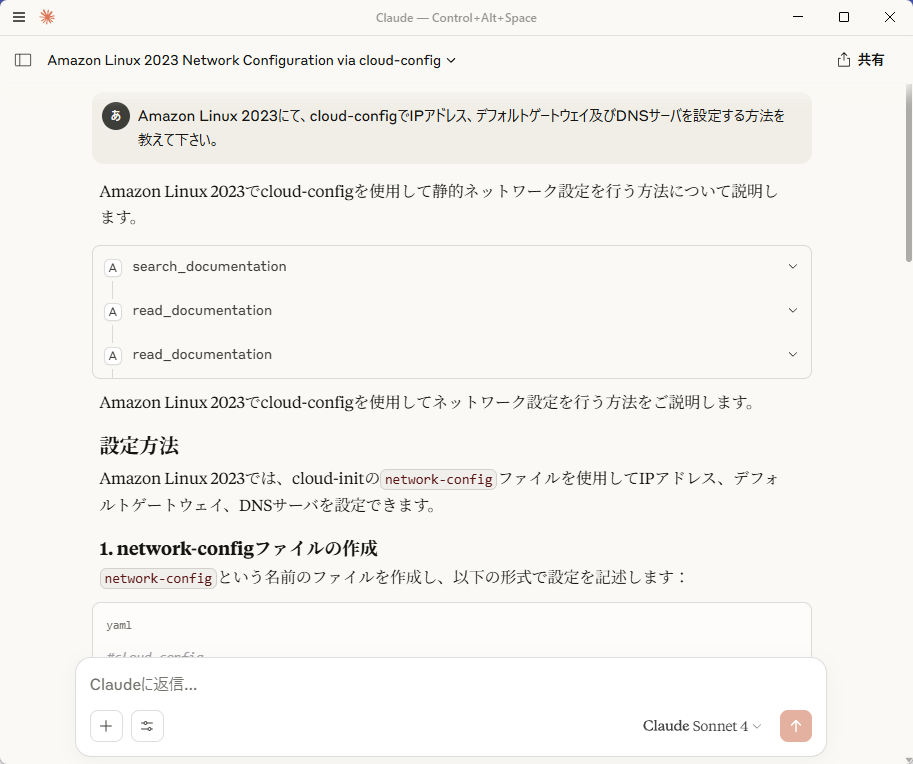 Claude — Control+Alt+Space
Amazon Linux 2023 Network Configuration via cloud-config
共有
あ
Amazon Linux 2023にて、cloud-configでIPアドレス、デフォルトゲートウェイ及びDNSサーバを設定する方法を
教えて下さい。
Amazon Linux 2023でcloud-configを使用して静的ネットワーク設定を行う方法について説明し
ます。
A search_documentation
A read_documentation
A read_documentation
Amazon Linux 2023でcloud-configを使用してネットワーク設定を行う方法をご説明します。
設定方法
Amazon Linux 2023では、cloud-initのnetwork-configファイルを使用してIPアドレス、デフォ
ルトゲートウェイ、DNSサーバを設定できます。
1. network-configファイルの作成
network-configという名前のファイルを作成し、以下の形式で設定を記述します：
yaml
#cloud-config
Claudeに返信...
Claude Sonnet 4